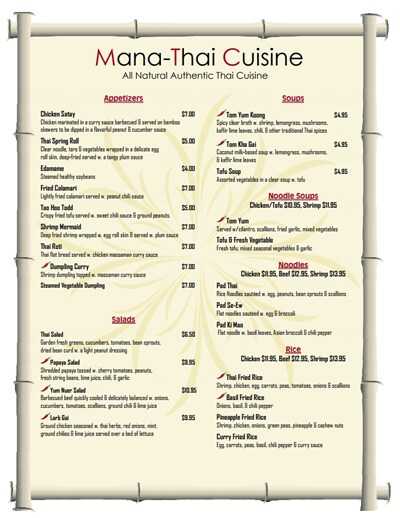 Mana-Thai Cuisine
All Natural Authentic Thai Cuisine
Appetizers
Chicken Satay $7.00
Chicken marinated in a curry sauce barbecued & served on bamboo
skewers to be dipped in a flavorful peanut & cucumber sauce
Thai Spring Roll $5.00
Clear noodle, taro & vegetables wrapped in a delicate egg
roll skin, deep-fried served w. a tangy plum sauce
Edamame $4.00
Steamed healthy soybeans
Fried Calamari $7.00
Lightly fried calamari served w. peanut chili sauce
Tao Hoo Todd $5.00
Crispy fried tofu served w. sweet chili sauce & ground peanuts.
Shrimp Mermaid $7.00
Deep fried shrimp wrapped w. egg roll skin & served w. plum sauce
Thai Roti $7.00
Thai flat bread served w. chicken massaman curry sauce
Dumpling Curry $7.00
Shrimp dumpling topped w. massaman curry sauce
Steamed Vegetable Dumpling $7.00
Salads
Thai Salad $6.50
Garden fresh greens, cucumbers, tomatoes, bean sprouts,
dried bean curd w. a light peanut dressing
Papaya Salad $9.95
Shredded papaya tossed w. cherry tomatoes, peanuts,
fresh string beans, lime juice, chili, & garlic
Yum Nuer Salad $10.95
Barbecued beef quickly cooked & delicately balanced w. onions,
cucumbers, tomatoes, scallions, ground chili & lime juice
Larb Gai $9.95
Ground chicken seasoned w. thai herbs, red onions, mint,
ground chilies & lime juice served over a bed of lettuce
Soups
Tom Yum Koong $4.95
Spicy clear broth w. shrimp, lemongrass, mushrooms,
kaffir lime leaves, chili, & other traditional Thai spices
Tom Kha Gai $4.95
Coconut milk-based soup w. lemongrass, mushrooms,
& kaffir lime leaves
Tofu Soup $4.95
Assorted vegetables in a clear soup w. tofu
Noodle Soups
Chicken/Tofu $10.95, Shrimp $11.95
Tom Yum
Served w/cilantro, scallions, fried garlic, mixed vegetables
Tofu & Fresh Vegetable
Fresh tofu, mixed seasonal vegetables & garlic
Noodles
Chicken $11.95, Beef $12.95, Shrimp $13.95
Pad Thai
Rice Noodles sauteed w. egg, peanuts, bean sprouts & scallions
Pad Se-Ew
Flat noodles sauteed w. egg & broccoli
Pad Ki Mao
Flat noodle w. basil leaves, Asian broccoli & chili pepper
Rice
Chicken $11.95, Beef $12.95, Shrimp $13.95
Thai Fried Rice
Shrimp, chicken, egg, carrots, peas, tomatoes, onions & scallions
Basil Fried Rice
Onions, basil, & chili pepper
Pineapple Fried Rice
Shrimp, chicken, onions, green peas, pineapple & cashew nuts
Curry Fried Rice
Egg, carrots, peas, basil, chili pepper & curry sauce